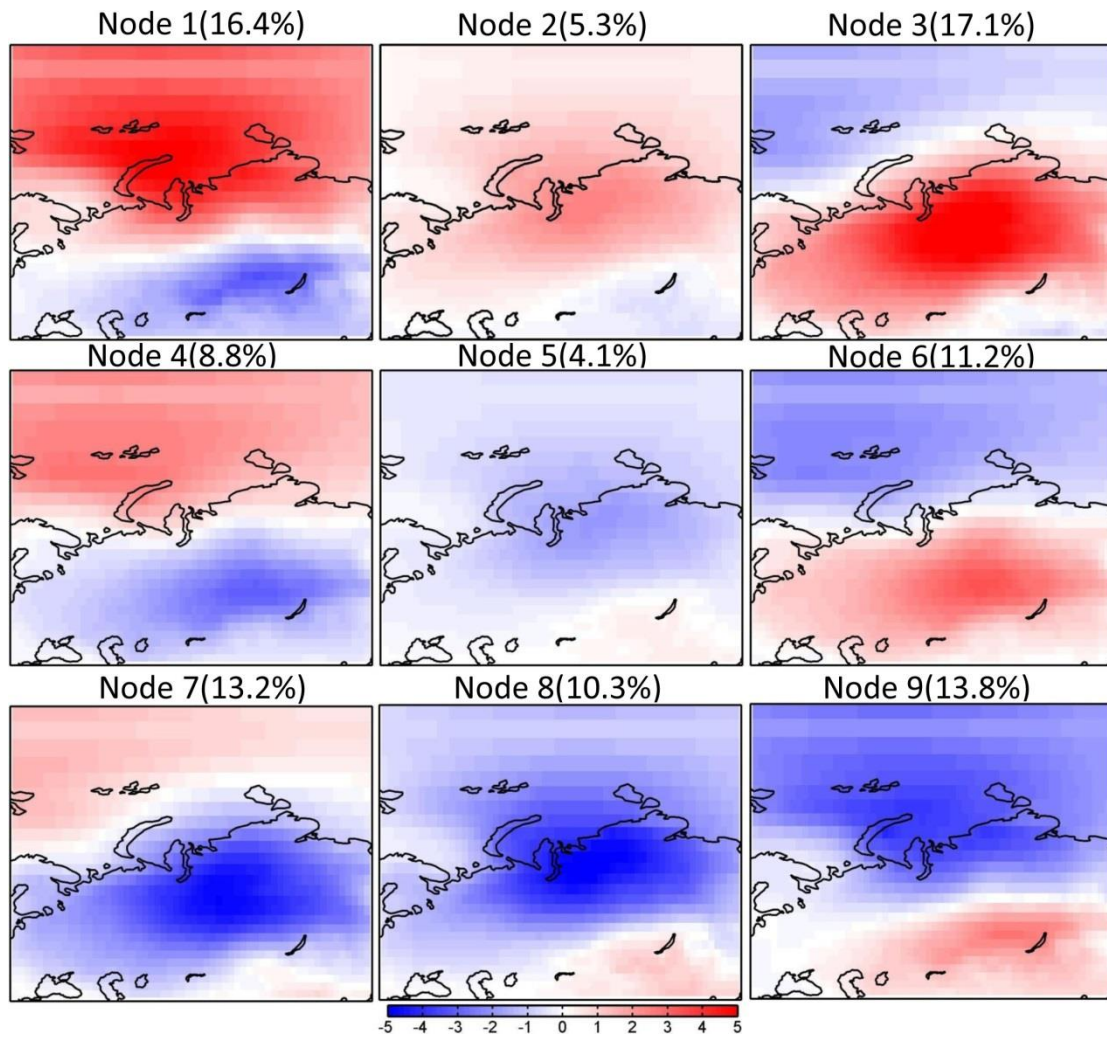 Node 1(16.4%) Node 2(5.3%) Node 3(17.1%)
Node 4(8.8%) Node 5(4.1%) Node 6(11.2%)
Node 7(13.2%) Node 8(10.3%) Node 9(13.8%)
-5 -4 -3 -2 -1 0 1 2 3 4 5